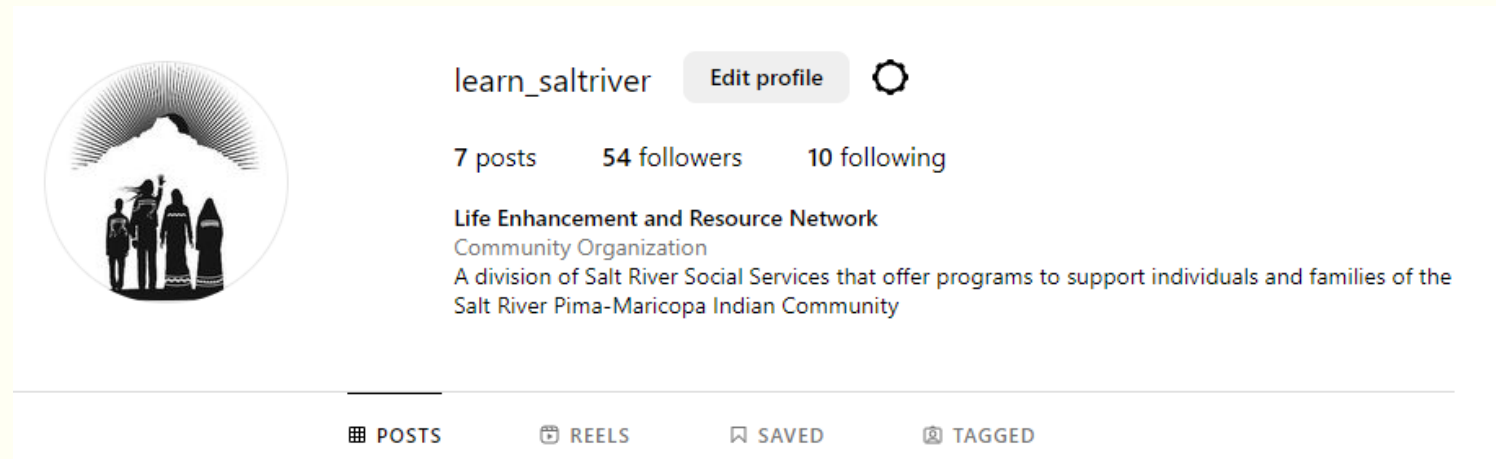 learn_saltriver Edit profile
7 posts 54 followers 10 following
Life Enhancement and Resource Network
Community Organization
A division of Salt River Social Services that offer programs to support individuals and families of the
Salt River Pima-Maricopa Indian Community
POSTS REELS SAVED TAGGED